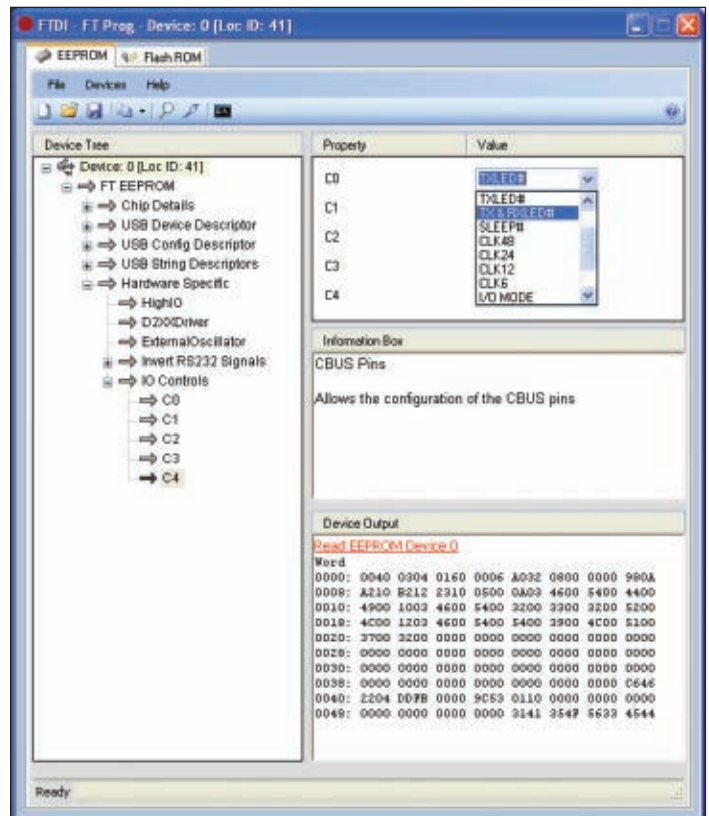 FTDI - FT Prog - Device: 0 [Loc ID: 41]
EEPROM
Flash ROM
File Devices Help
Device Tree
Device: 0 [Loc ID: 41]
FT EEPROM
Chip Details
USB Device Descriptor
USB Config Descriptor
USB String Descriptors
Hardware Specific
HighIO
D2XXDriver
ExternalOscillator
Invert RS232 Signals
IO Controls
C0
C1
C2
C3
C4
Property Value
C0 TXLED#
C1
C2
C3
C4
TXLED#
TX & RXLED#
SLEEP#
CLK48
CLK24
CLK12
CLK6
I/O MODE
Information Box
CBUS Pins
Allows the configuration of the CBUS pins
Device Output
Read EEPROM Device 0
Word
0000: 0040 0304 0160 0006 A032 0800 0000 980A
0008: A210 B212 2310 0500 0A03 4600 5400 4400
0010: 4900 1003 4600 5400 3200 3300 3200 5200
0018: 4C00 1203 4600 5400 5400 3900 4C00 5100
0020: 3700 3200 0000 0000 0000 0000 0000 0000
0028: 0000 0000 0000 0000 0000 0000 0000 0000
0030: 0000 0000 0000 0000 0000 0000 0000 0000
0038: 0000 0000 0000 0000 0000 0000 0000 C646
0040: 2204 DDFB 0000 9C53 0110 0000 0000 0000
0048: 0000 0000 0000 0000 3141 3547 5633 4544
Ready